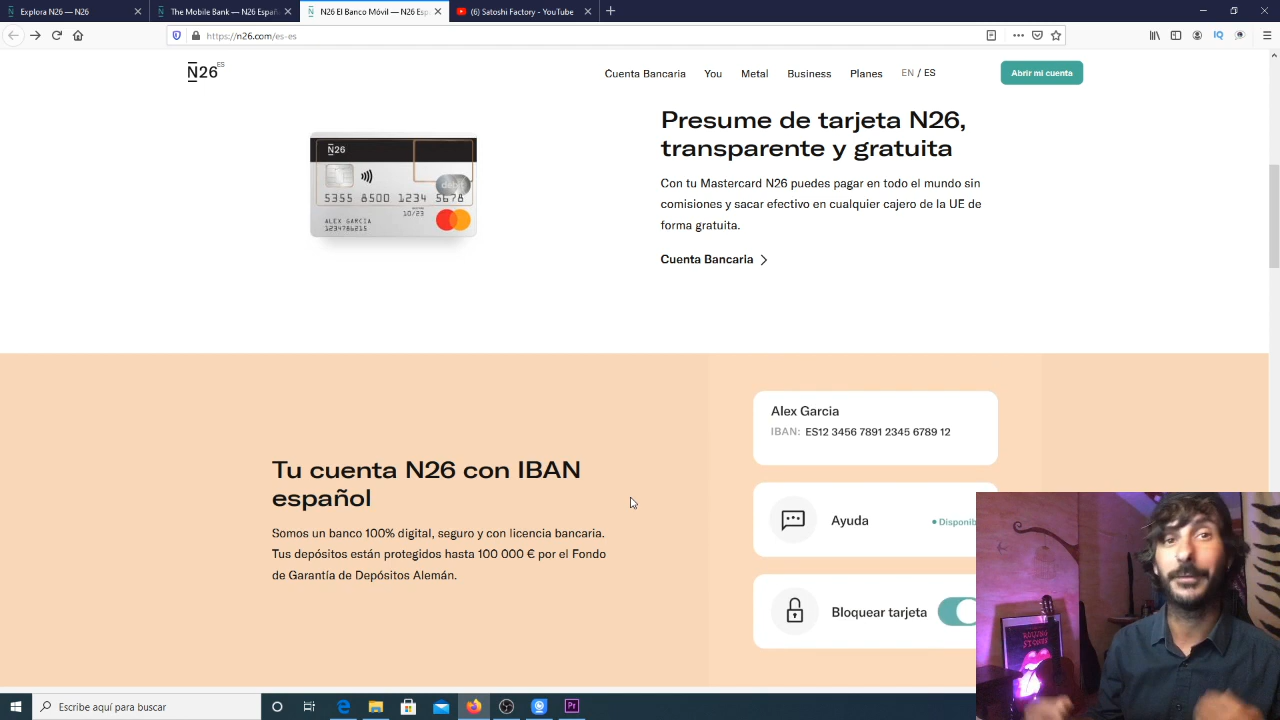 Explora N26 — N26
The Mobile Bank — N26 Españ
N26 El Banco Móvil — N26 Esp
(6) Satoshi Factory - YouTube
https://n26.com/es-es
IQ
N26 ES
Cuenta Bancaria
You
Metal
Business
Planes
EN / ES
Abrir mi cuenta
N26
debit
5355 8500 1234 5678
10/23
ALEX GARCIA
1234786215
Presume de tarjeta N26,
transparente y gratuita
Con tu Mastercard N26 puedes pagar en todo el mundo sin
comisiones y sacar efectivo en cualquier cajero de la UE de
forma gratuita.
Cuenta Bancaria
Tu cuenta N26 con IBAN
español
Somos un banco 100% digital, seguro y con licencia bancaria.
Tus depósitos están protegidos hasta 100 000 € por el Fondo
de Garantía de Depósitos Alemán.
Alex Garcia
IBAN: ES12 3456 7891 2345 6789 12
Ayuda
Disponib
Bloquear tarjeta
Escribe aquí para buscar
Pr